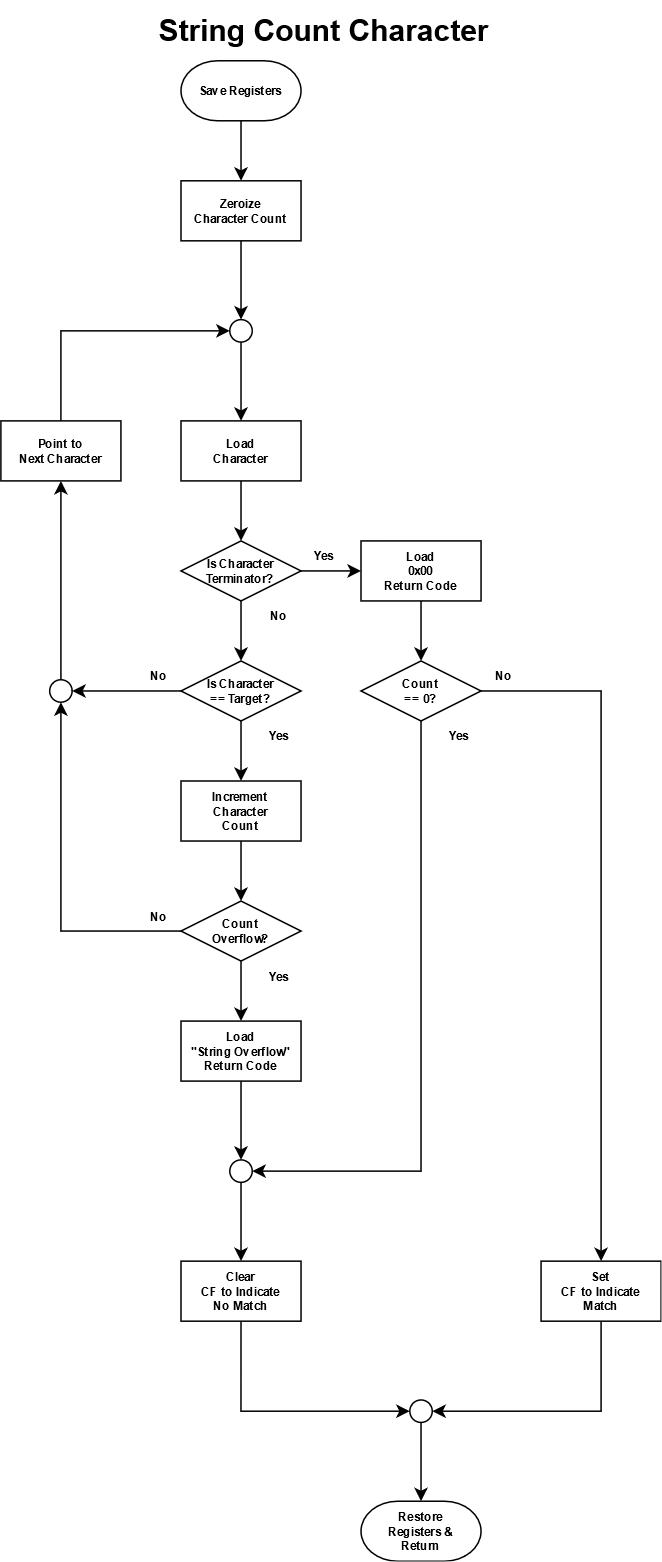 String Count Character
Save Registers
Zeroize
Character Count
Point to
Next Character
Load
Character
Is Character
Terminator?
Yes
Load
0x00
Return Code
No
Is Character
== Target?
No
Yes
Count
== 0?
No
Yes
Increment
Character
Count
Count
Overflow?
No
Yes
Load
"String Overflow"
Return Code
Clear
CF to Indicate
No Match
Set
CF to Indicate
Match
Restore
Registers &
Return